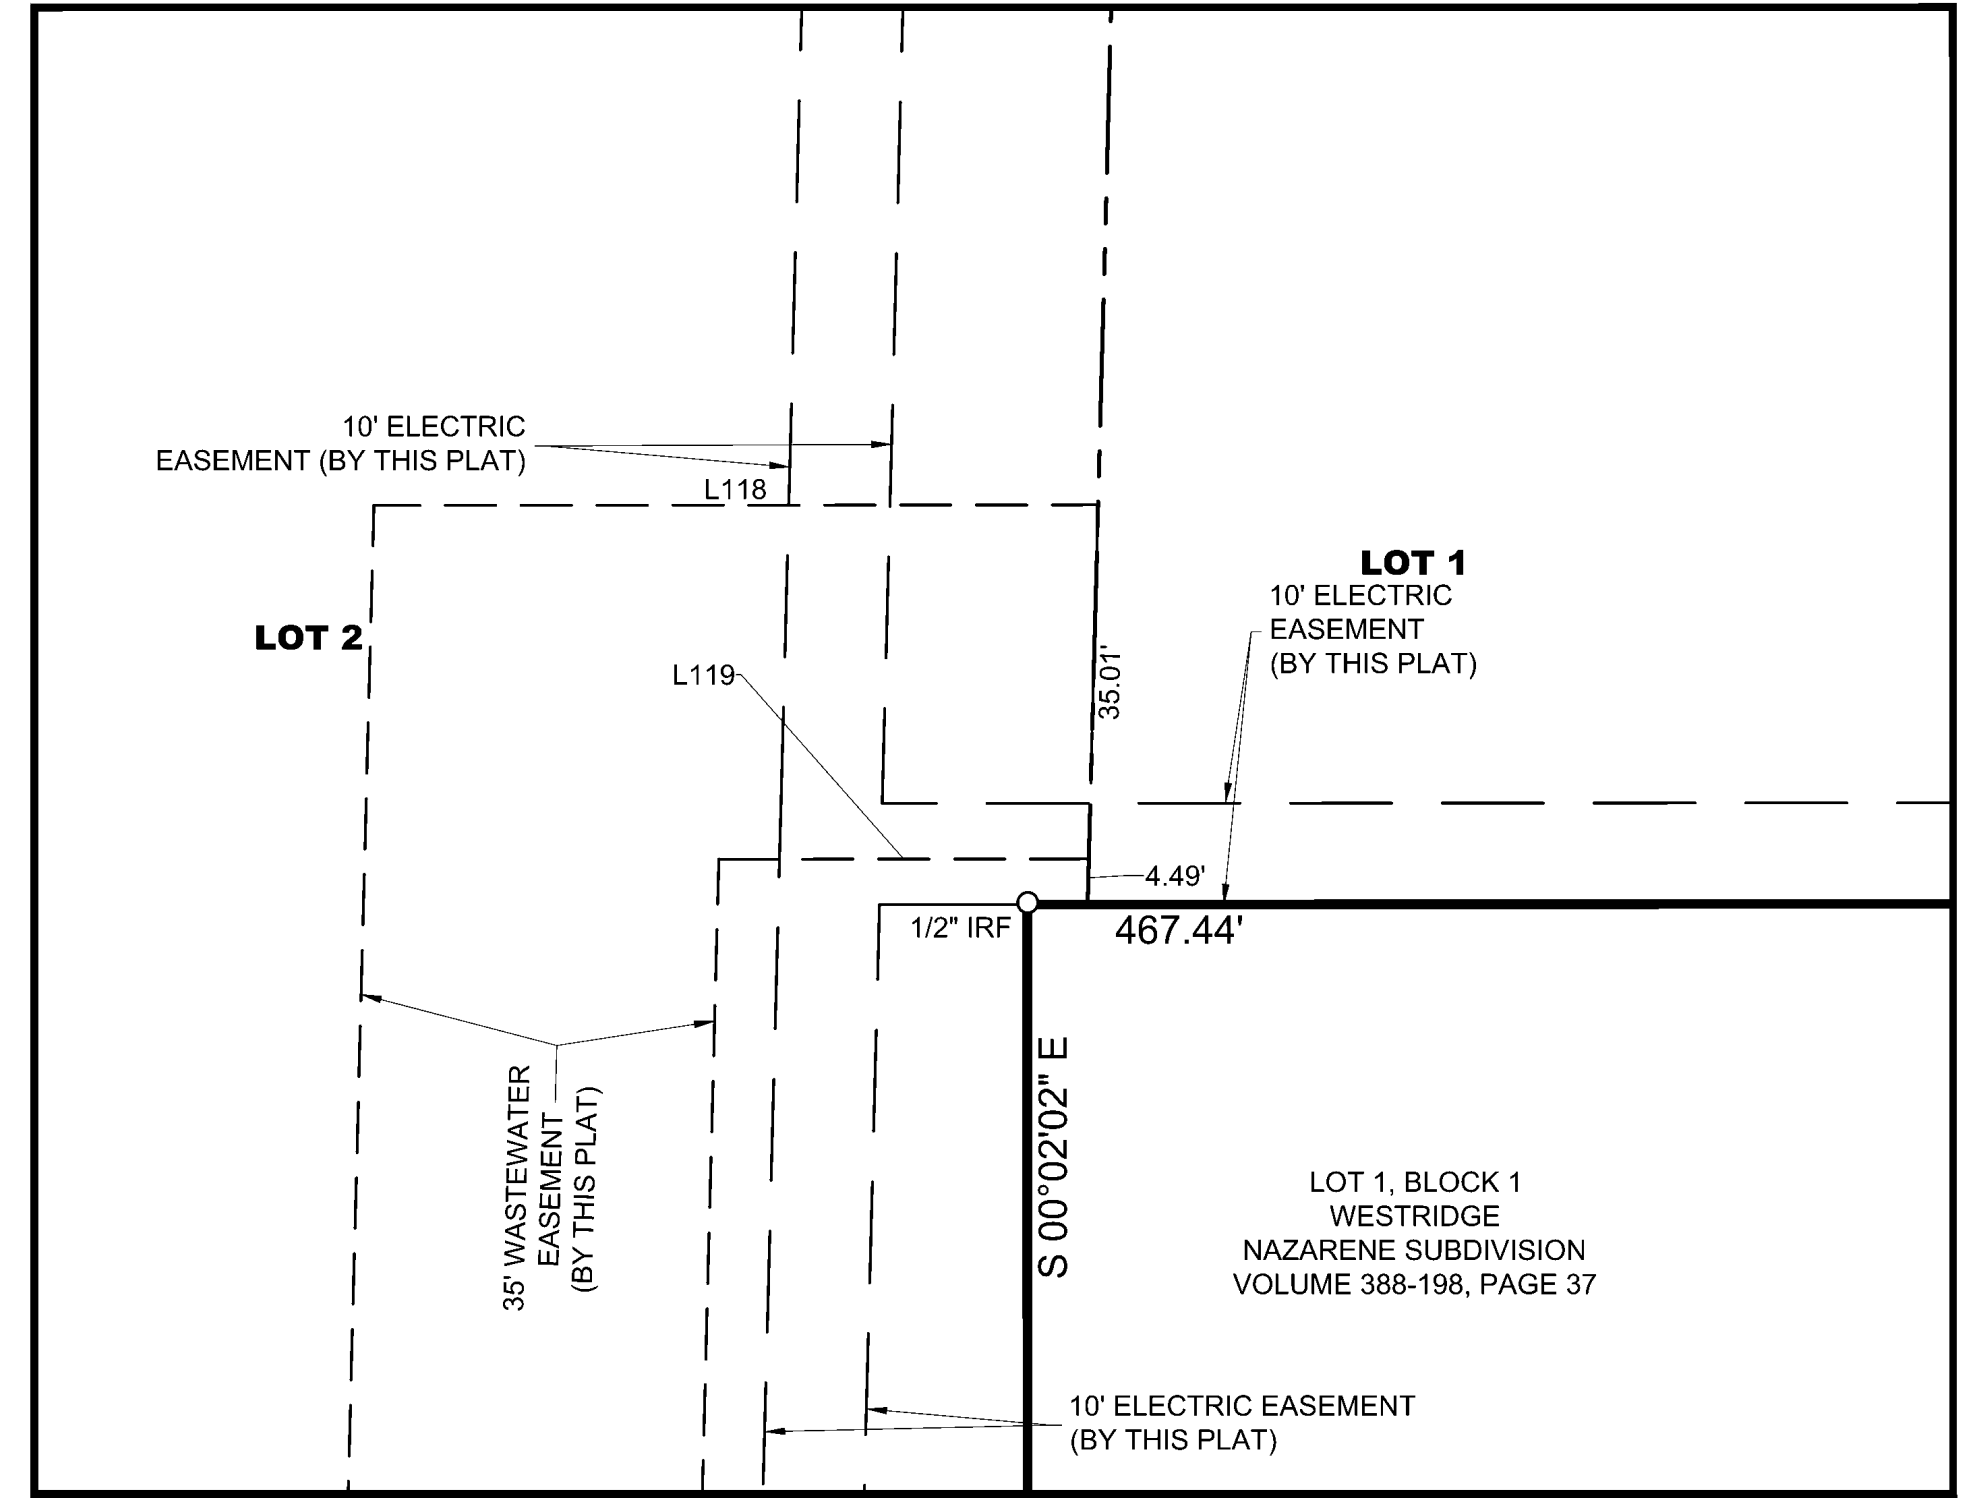 10' ELECTRIC
EASEMENT (BY THIS PLAT)
L118
LOT 1
10' ELECTRIC
EASEMENT
(BY THIS PLAT)
LOT 2
35.01'
L119
4.49'
1/2" IRF
467.44'
S 00°02'02" E
35' WASTEWATER
EASEMENT
(BY THIS PLAT)
LOT 1, BLOCK 1
WESTRIDGE
NAZARENE SUBDIVISION
VOLUME 388-198, PAGE 37
10' ELECTRIC EASEMENT
(BY THIS PLAT)